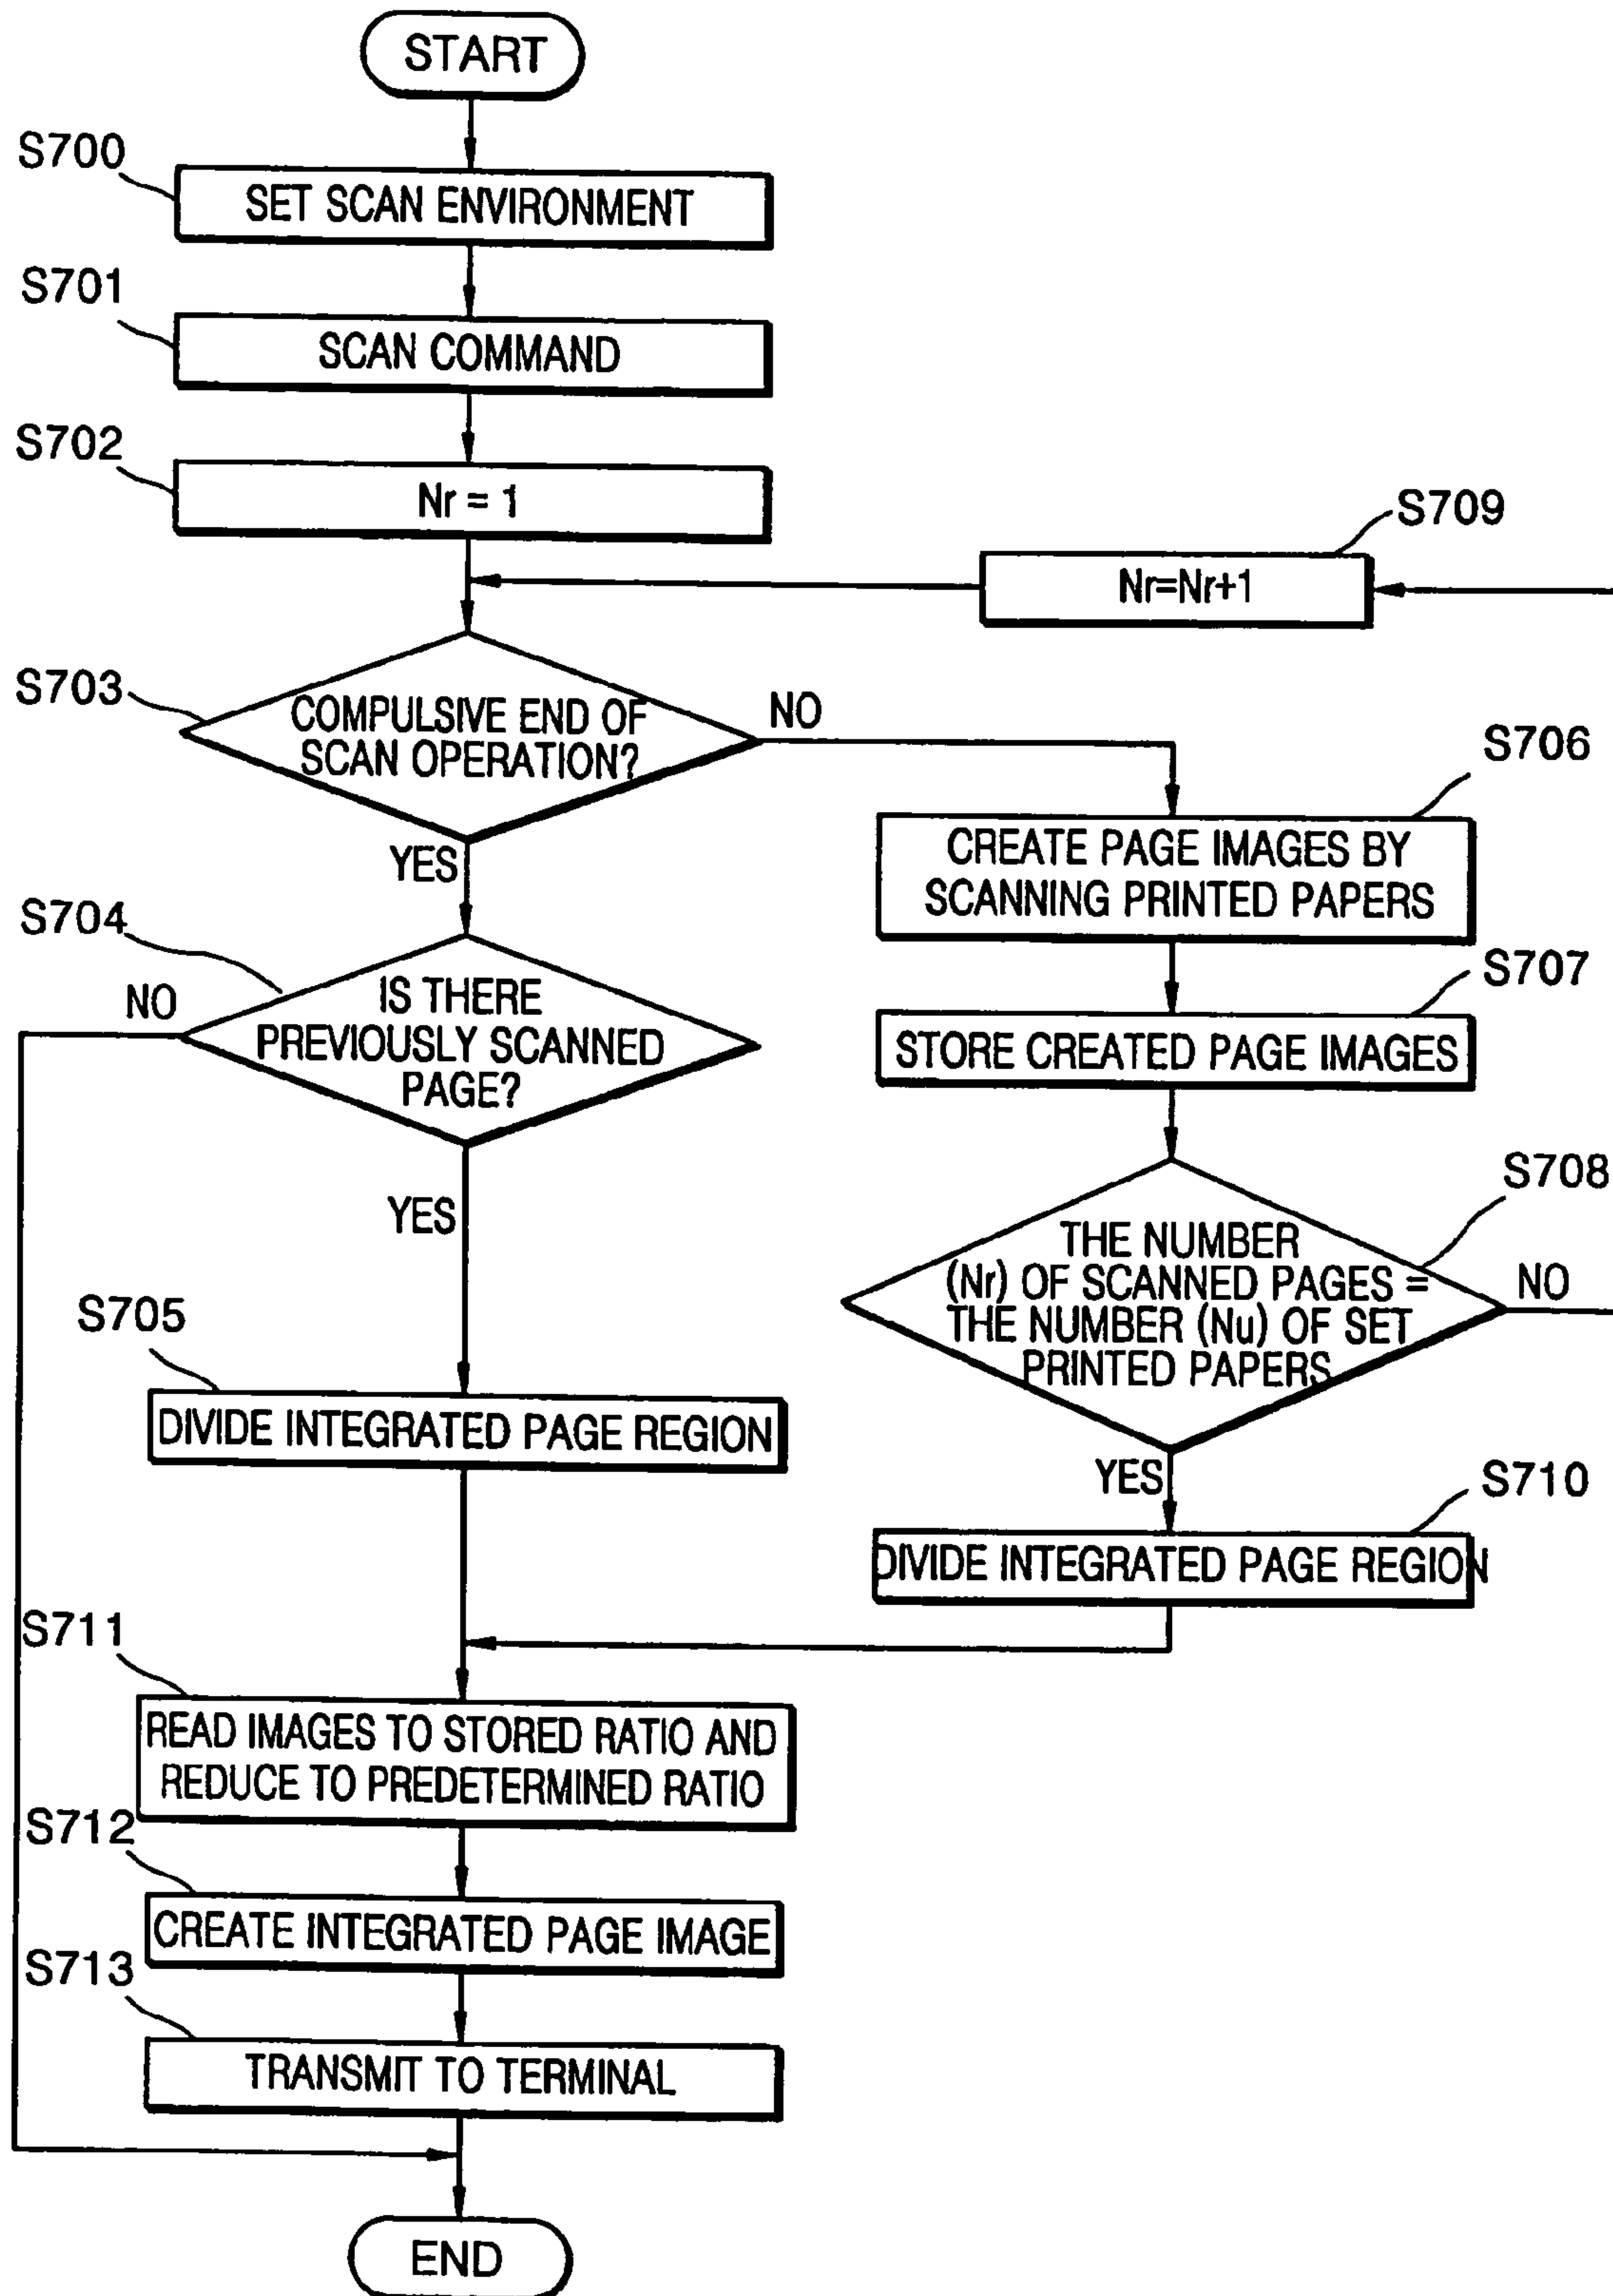 START
S700
SET SCAN ENVIRONMENT
S701
SCAN COMMAND
S702
Nr = 1
S709
Nr=Nr+1
S703
COMPULSIVE END OF
SCAN OPERATION?
NO
YES
S706
CREATE PAGE IMAGES BY
SCANNING PRINTED PAPERS
S704
IS THERE
PREVIOUSLY SCANNED
PAGE?
NO
YES
S707
STORE CREATED PAGE IMAGES
S708
THE NUMBER
(Nr) OF SCANNED PAGES =
THE NUMBER (Nu) OF SET
PRINTED PAPERS
NO
YES
S705
DIVIDE INTEGRATED PAGE REGION
S710
DIVIDE INTEGRATED PAGE REGION
S711
READ IMAGES TO STORED RATIO AND
REDUCE TO PREDETERMINED RATIO
S712
CREATE INTEGRATED PAGE IMAGE
S713
TRANSMIT TO TERMINAL
END